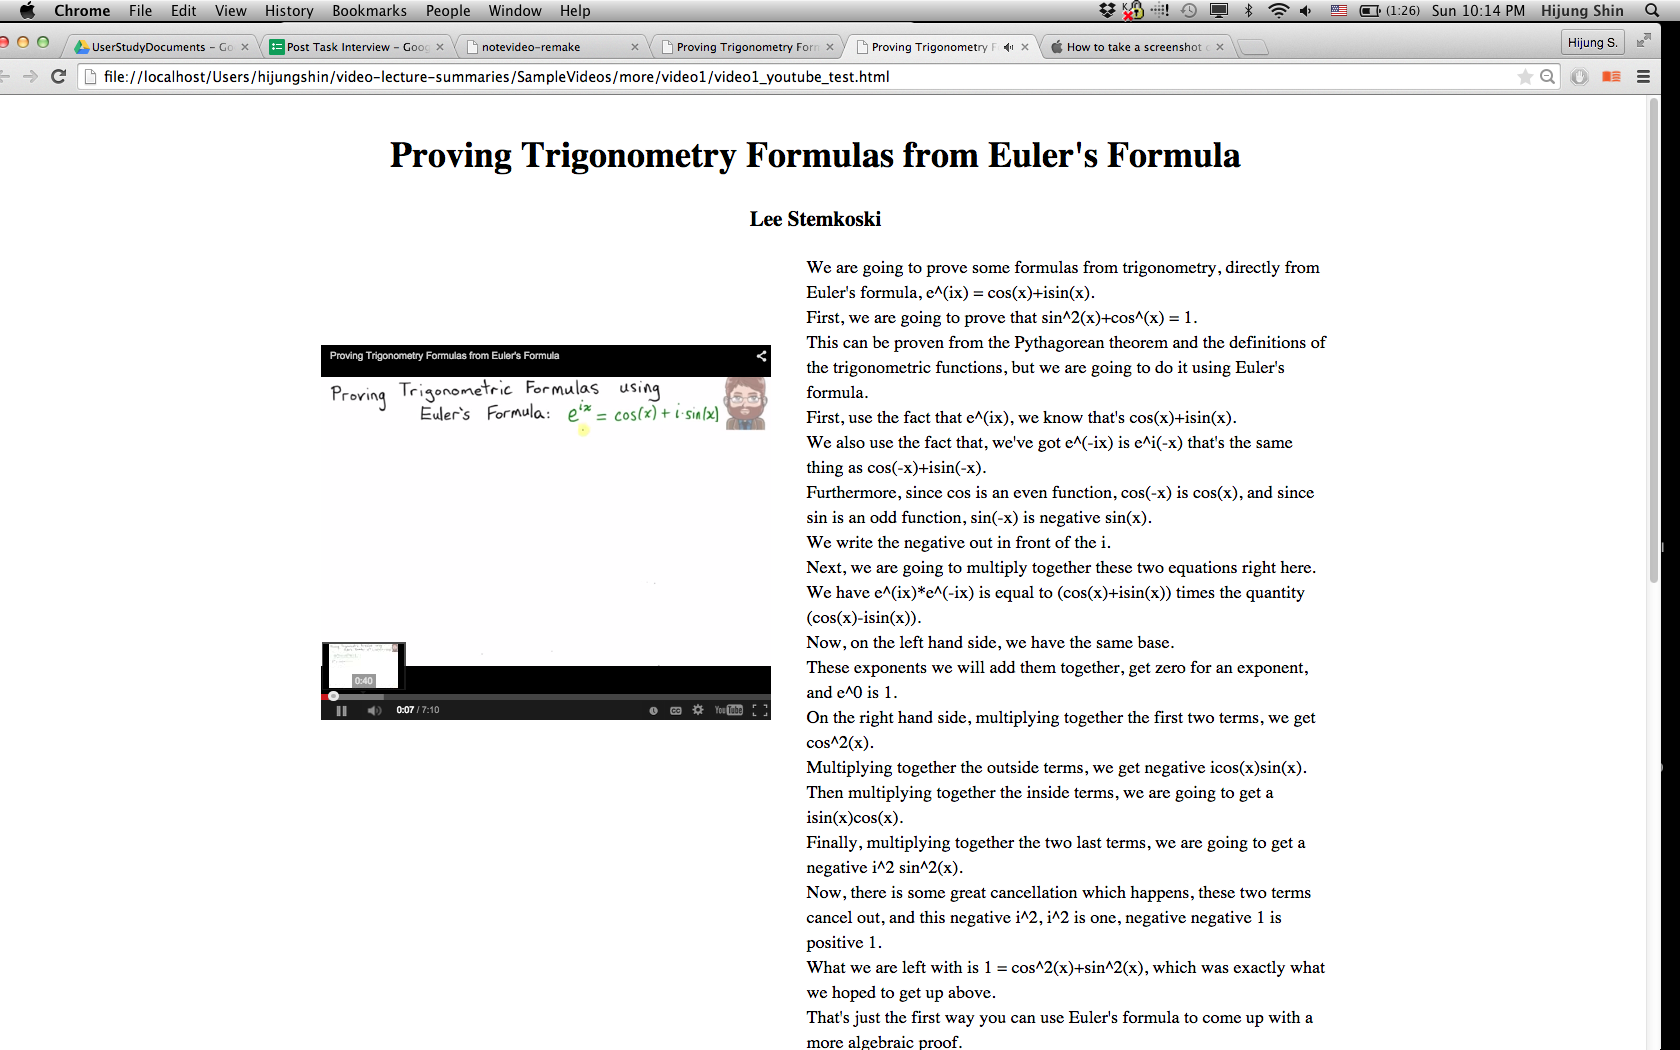 Chrome File Edit View History Bookmarks People Window Help (1:26) Sun 10:14 PM Hijung Shin
UserStudyDocuments – Go Post Task Interview – Goog notevideo-remake Proving Trigonometry Form Proving Trigonometry F How to take a screenshot Hijung S.
file://localhost/Users/hijungshin/video-lecture-summaries/SampleVideos/more/video1/video1_youtube_test.html
Proving Trigonometry Formulas from Euler's Formula
Lee Stemkoski
Proving Trigonometry Formulas from Euler's Formula
Proving Trigonometric Formulas using
Euler's Formula: e^ix = cos(x) + i·sin(x)
0:40
0:07 / 7:10 CC YouTube
We are going to prove some formulas from trigonometry, directly from
Euler's formula, e^(ix) = cos(x)+isin(x).
First, we are going to prove that sin^2(x)+cos^(x) = 1.
This can be proven from the Pythagorean theorem and the definitions of
the trigonometric functions, but we are going to do it using Euler's
formula.
First, use the fact that e^(ix), we know that's cos(x)+isin(x).
We also use the fact that, we've got e^(-ix) is e^i(-x) that's the same
thing as cos(-x)+isin(-x).
Furthermore, since cos is an even function, cos(-x) is cos(x), and since
sin is an odd function, sin(-x) is negative sin(x).
We write the negative out in front of the i.
Next, we are going to multiply together these two equations right here.
We have e^(ix)*e^(-ix) is equal to (cos(x)+isin(x)) times the quantity
(cos(x)-isin(x)).
Now, on the left hand side, we have the same base.
These exponents we will add them together, get zero for an exponent,
and e^0 is 1.
On the right hand side, multiplying together the first two terms, we get
cos^2(x).
Multiplying together the outside terms, we get negative icos(x)sin(x).
Then multiplying together the inside terms, we are going to get a
isin(x)cos(x).
Finally, multiplying together the two last terms, we are going to get a
negative i^2 sin^2(x).
Now, there is some great cancellation which happens, these two terms
cancel out, and this negative i^2, i^2 is one, negative negative 1 is
positive 1.
What we are left with is 1 = cos^2(x)+sin^2(x), which was exactly what
we hoped to get up above.
That's just the first way you can use Euler's formula to come up with a
more algebraic proof.